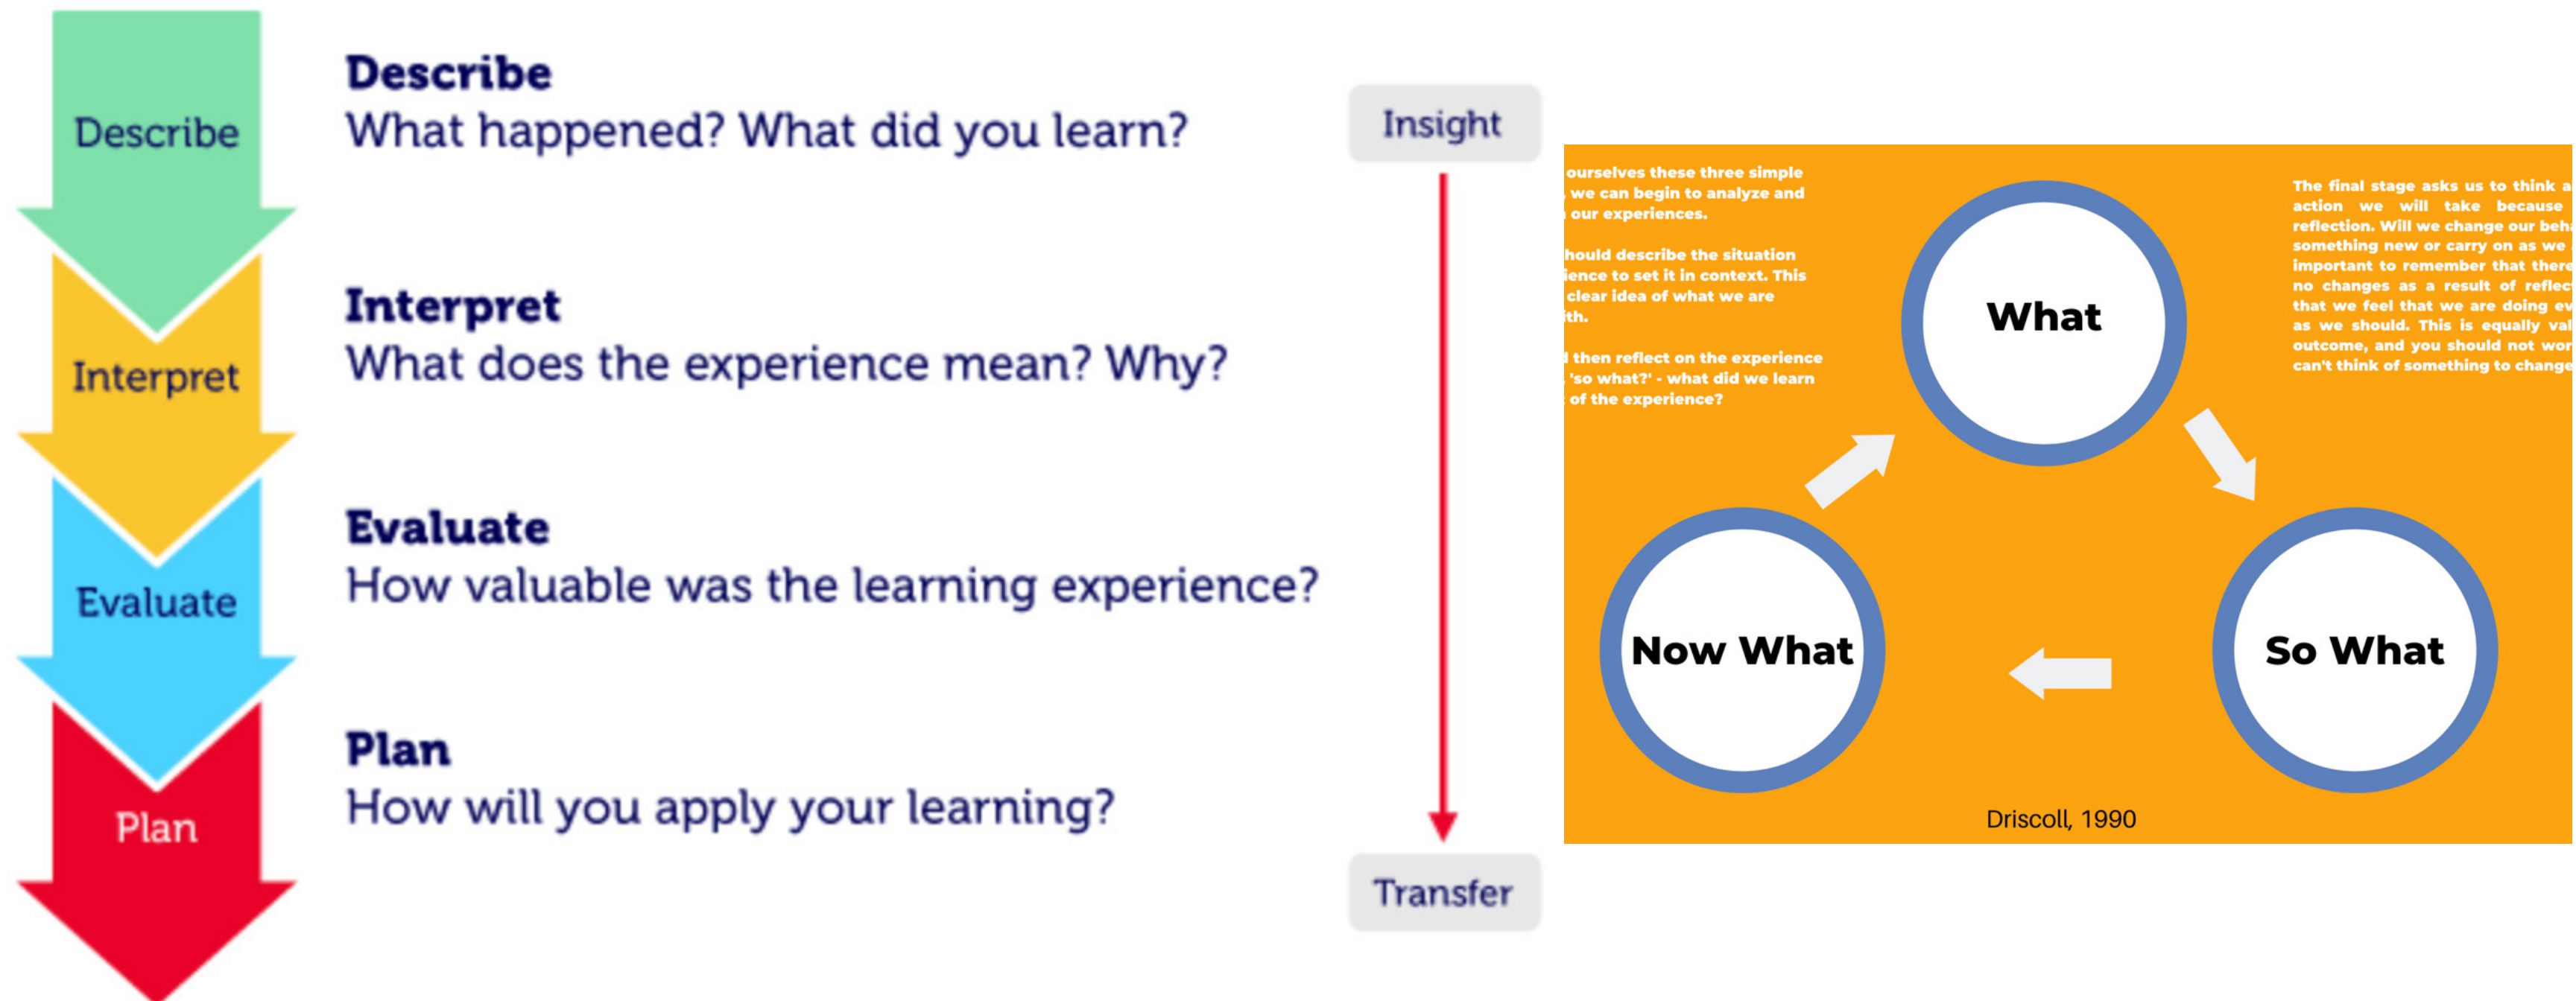 Describe
Describe
What happened? What did you learn?
Interpret
Interpret
What does the experience mean? Why?
Evaluate
Evaluate
How valuable was the learning experience?
Plan
Plan
How will you apply your learning?
Insight
Transfer
ourselves these three simple
we can begin to analyze and
our experiences.
should describe the situation
to set it in context. This
clear idea of what we are
then reflect on the experience
'so what?' - what did we learn
of the experience?
What
The final stage asks us to think a
action we will take because
reflection. Will we change our
something new or carry on as we
important to remember that there
no changes as a result of
that we feel that we are doing
as we should. This is equally
outcome, and you should not
can't think of something to change
Now What
So What
Driscoll, 1990